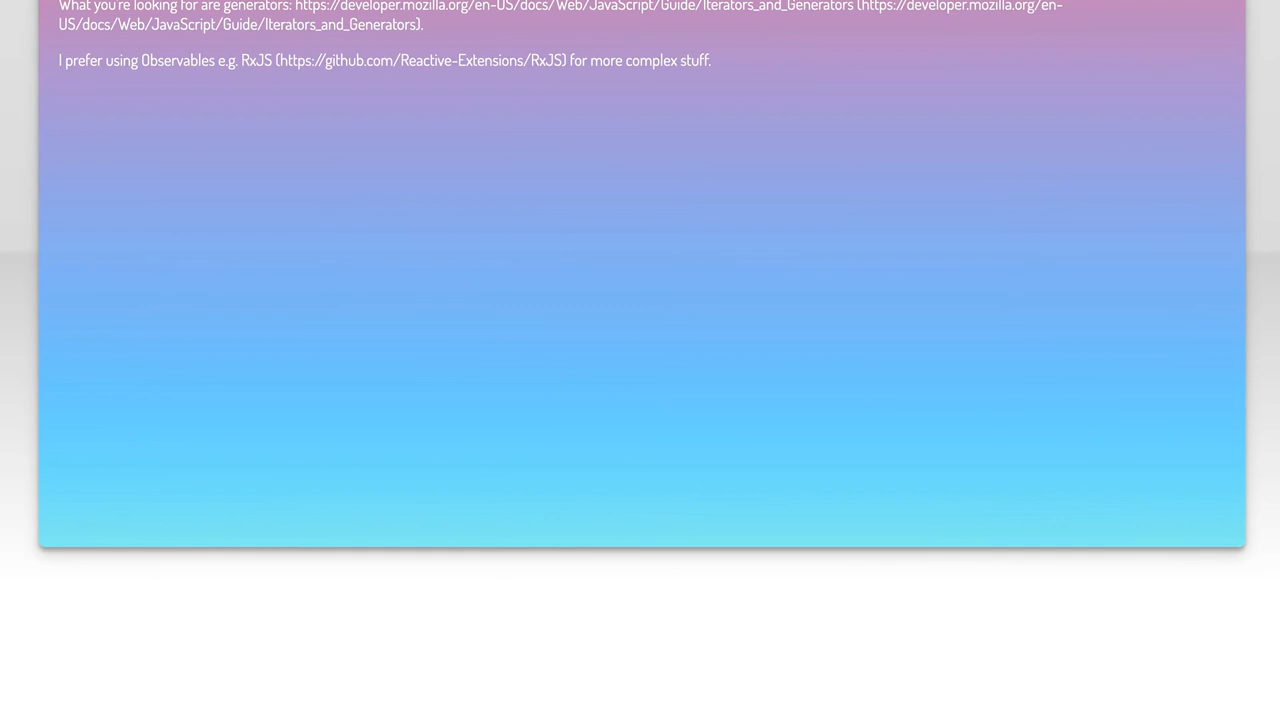 What you're looking for are generators: https://developer.mozilla.org/en-US/docs/Web/JavaScript/Guide/Iterators_and_Generators (https://developer.mozilla.org/en-
US/docs/Web/JavaScript/Guide/Iterators_and_Generators).
I prefer using Observables e.g. RxJS (https://github.com/Reactive-Extensions/RxJS) for more complex stuff.